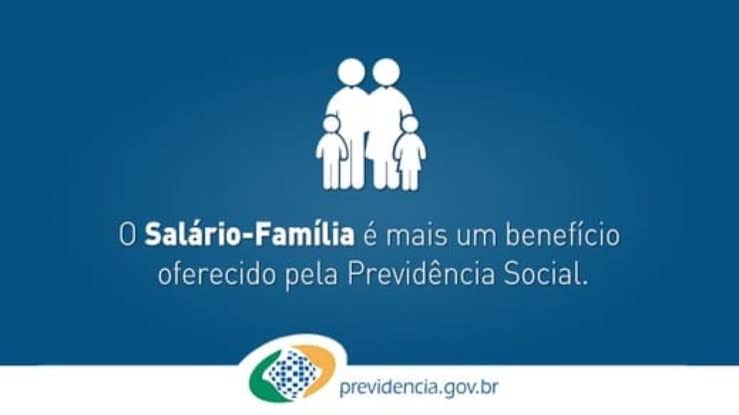 O Salário-Família é mais um benefício
oferecido pela Previdência Social.
previdencia.gov.br